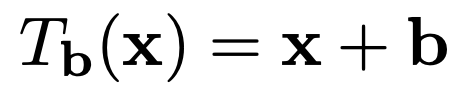 T_b(x) = x + b